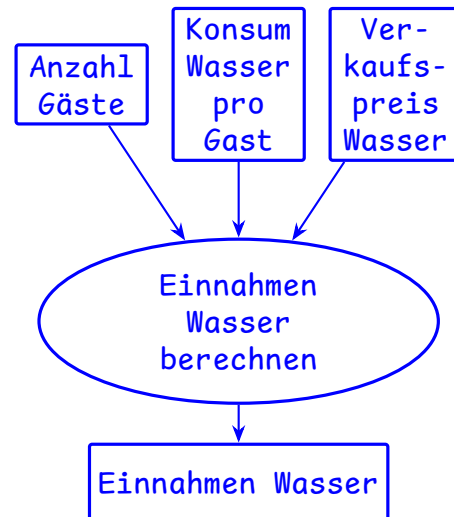 Anzahl
Gäste
Konsum
Wasser
pro
Gast
Ver-
kaufs-
preis
Wasser
Einnahmen
Wasser
berechnen
Einnahmen Wasser